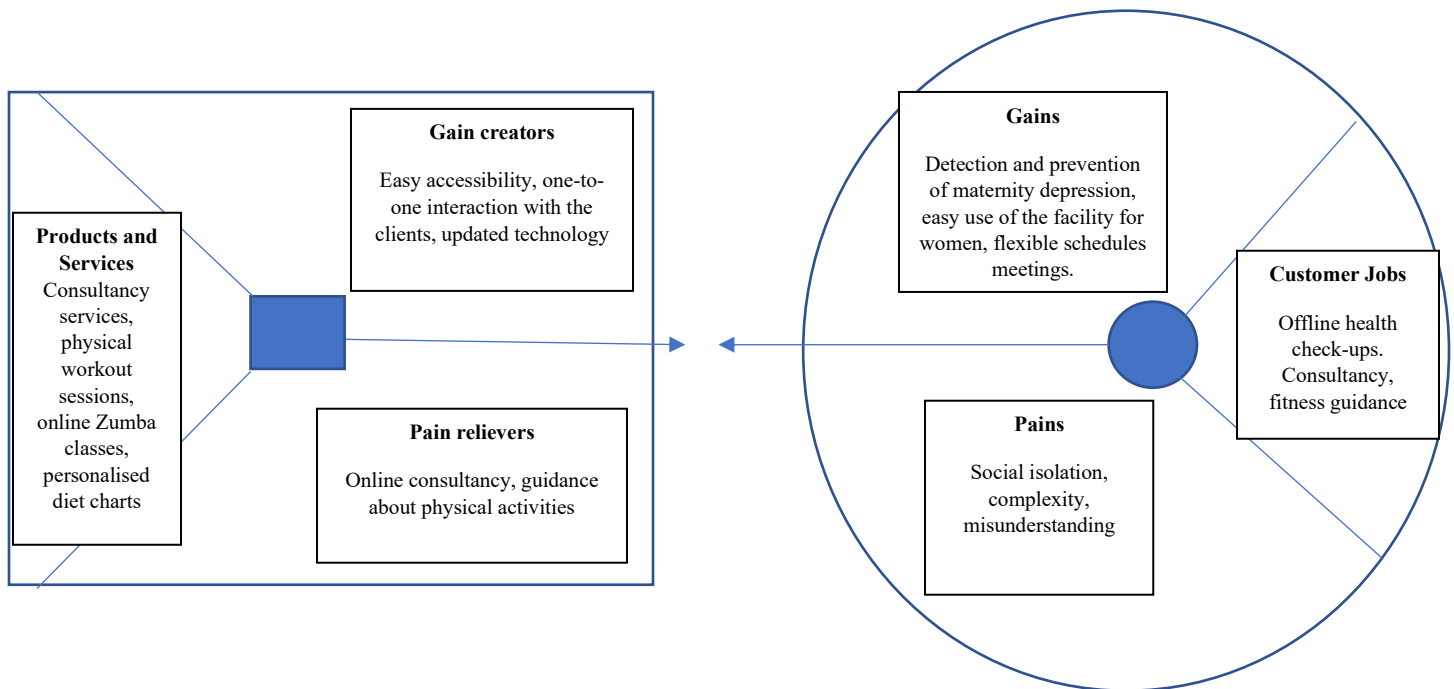 Products and
Services
Consultancy
services,
physical
workout
sessions,
online Zumba
classes,
personalised
diet charts
Gain creators
Easy accessibility, one-to-
one interaction with the
clients, updated technology
Pain relievers
Online consultancy, guidance
about physical activities
Gains
Detection and prevention
of maternity depression,
easy use of the facility for
women, flexible schedules
meetings.
Pains
Social isolation,
complexity,
misunderstanding
Customer Jobs
Offline health
check-ups.
Consultancy,
fitness guidance